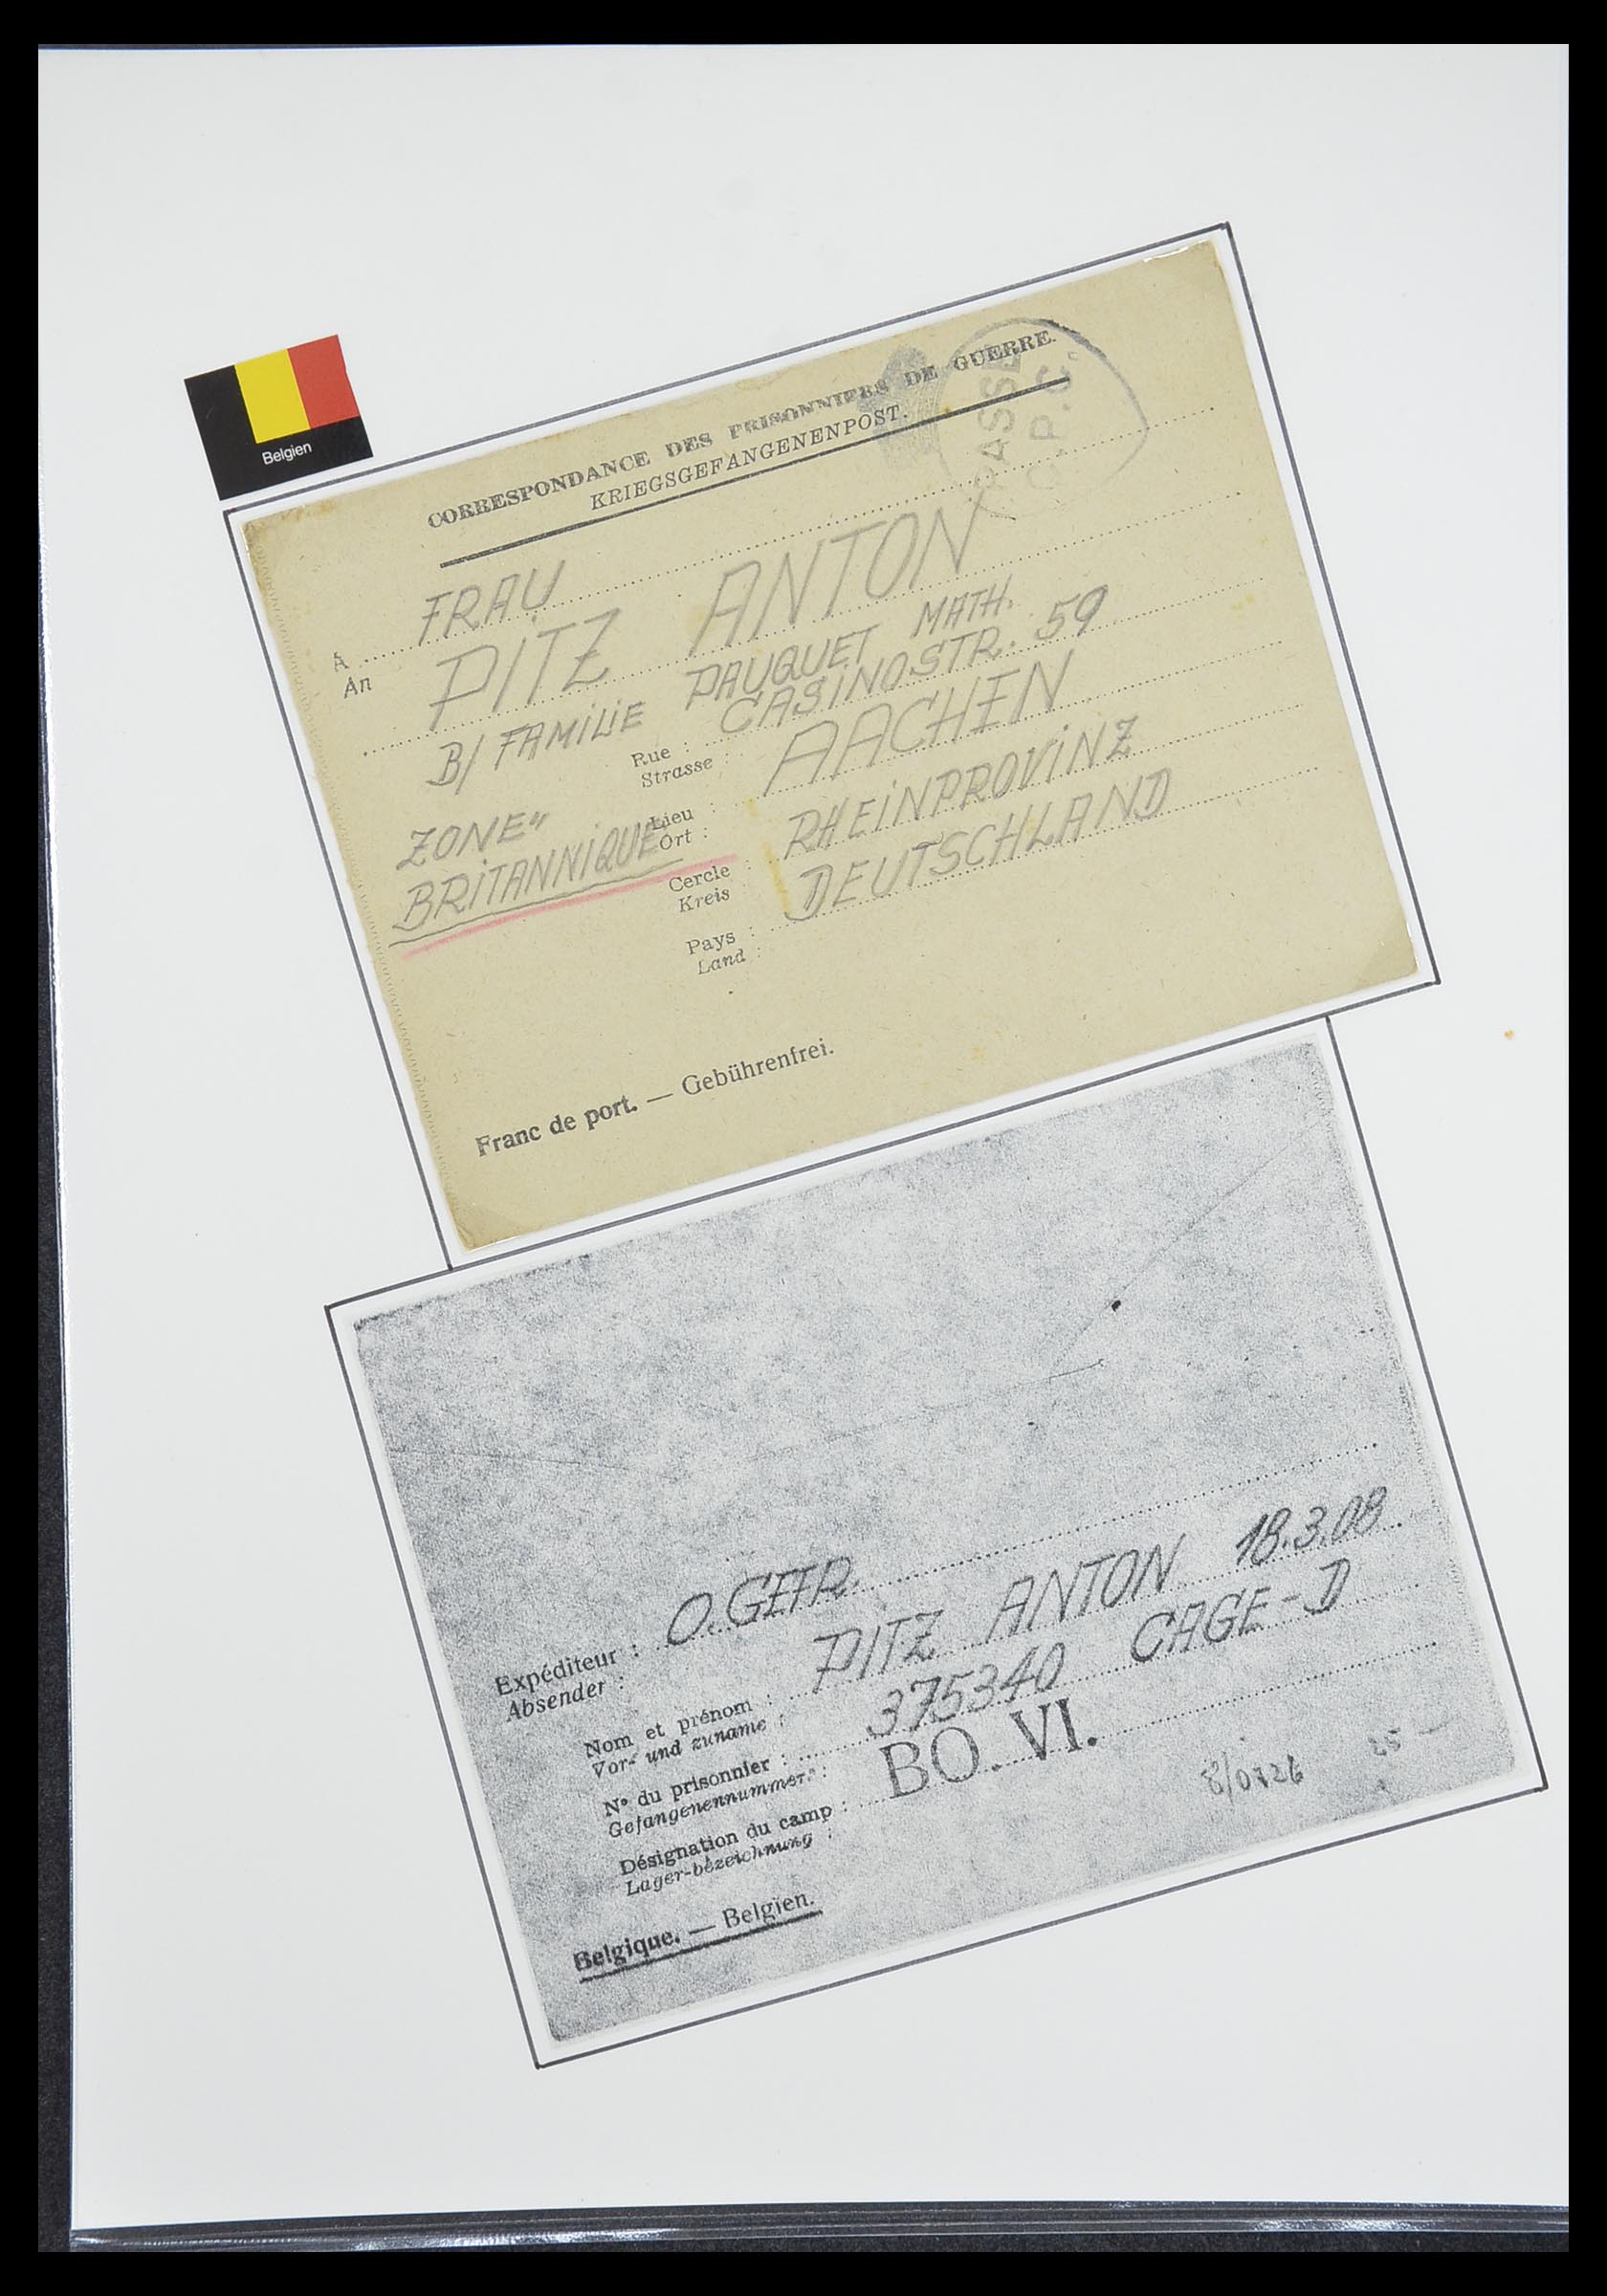 Belgien
CORRESPONDANCE DES PRISONNIERS DE GUERRE.
KRIEGSGEFANGENENPOST.
PASSED
P.C.
À
An
FRAU
PITZ ANTON
B/ FAMILIE PAUQUET MATH.
Rue :
Strasse :
CASINOSTR. 59
Lieu :
Ort :
AACHEN
ZONE"
BRITANNIQUE
Cercle :
Kreis :
RHEINPROVINZ
Pays :
Land :
DEUTSCHLAND
Franc de port. — Gebührenfrei.
Expéditeur :
Absender :
O.GEFR.
Nom et prénom :
Vor- und zuname :
PITZ ANTON 18.3.08
N° du prisonnier :
Gefangenennummer :
375340 CAGE-D
Désignation du camp :
Lager-bezeichnung :
BO. VI.
25 —
Belgique. — Belgien.